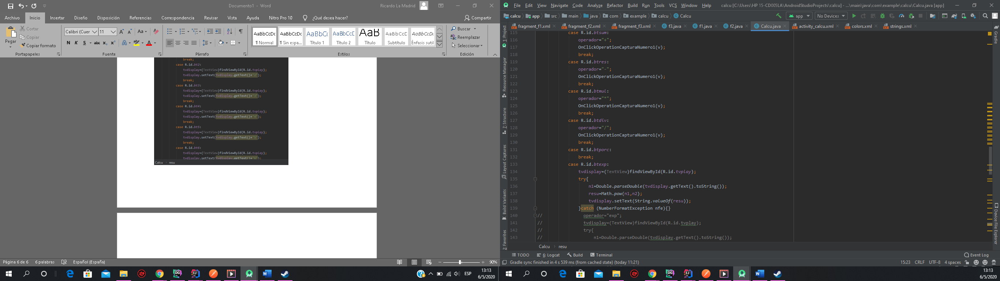 Documento1 - Word
Ricardo La Madrid
Archivo Inicio Insertar Diseño Disposición Referencias Correspondencia Revisar Vista Ayuda Nitro Pro 10 ¿Qué desea hacer? Compartir
Pegar
Cortar
Copiar
Copiar formato
Portapapeles
Calibri (Cuer 11
Aa
N K S abc x₂ x²
Fuente
Párrafo
AaBbCcDc AaBbCcDc AaBbCcC AaBbCcD AaB AaBbCcD AaBbCcDc
¶ Normal ¶ Sin espa... Título 1 Título 2 Título Subtítulo Énfasis sutil
Estilos
Buscar
Reemplazar
Seleccionar
Edición
break;
case R.id.bt2:
tvdisplay=(TextView)findViewById(R.id.tvplay);
tvdisplay.setText(tvdisplay.getText()+"2");
break;
case R.id.bt3:
tvdisplay=(TextView)findViewById(R.id.tvplay);
tvdisplay.setText(tvdisplay.getText()+"3");
break;
case R.id.bt4:
tvdisplay=(TextView)findViewById(R.id.tvplay);
tvdisplay.setText(tvdisplay.getText()+"4");
break;
case R.id.bt5:
tvdisplay=(TextView)findViewById(R.id.tvplay);
tvdisplay.setText(tvdisplay.getText()+"5");
break;
case R.id.bt6:
tvdisplay=(TextView)findViewById(R.id.tvplay);
tvdisplay.setText(tvdisplay.getText()+"6");
Calcu › resu
Página 6 de 6 6 palabras Español (España) 90%
ESP 13:13
6/5/2020
File Edit View Navigate Code Analyze Refactor Build Run Tools VCS Window Help calcu [C:\Users\HP 15-CD005LA\AndroidStudioProjects\calcu] - ...\main\java\com\example\calcu\Calcu.java [app]
calcu app src main java com example calcu Calcu app No Devices
fragment_f1.xml fragment_f2.xml fragment_f3.xml f3.java f1.java f2.java Calcu.java activity_calcu.xml colors.xml strings.xml
1: Project
Resource Manager
7: Structure
Layout Captures
Build Variants
2: Favorites
115 case R.id.btsum:
116 operador="+";
117 OnClickOperationCapturaNumero1(v);
118 break;
119 case R.id.btres:
120 operador="-";
121 OnClickOperationCapturaNumero1(v);
122 break;
123 case R.id.btmul:
124 operador="*";
125 OnClickOperationCapturaNumero1(v);
126 break;
127 case R.id.btdiv:
128 operador="/";
129 OnClickOperationCapturaNumero1(v);
130 break;
131 case R.id.btporc:
132 break;
133 case R.id.btexp:
134 tvdisplay=(TextView)findViewById(R.id.tvplay);
135 try{
136 n1=Double.parseDouble(tvdisplay.getText().toString());
137 resu=Math.pow(n1,n2);
138 tvdisplay.setText(String.valueOf(resu));
139 }catch (NumberFormatException nfe){}
140 // operador="exp";
141 // tvdisplay=(TextView)findViewById(R.id.tvplay);
142 // try{
143 // n1=Double.parseDouble(tvdisplay.getText().toString());
Gradle
Device File Explorer
Calcu › resu
TODO 6: Logcat Build Terminal Event Log
Gradle sync finished in 4 s 539 ms (from cached state) (today 11:21) 15:23 CRLF UTF-8 4 spaces
13:13
6/5/2020